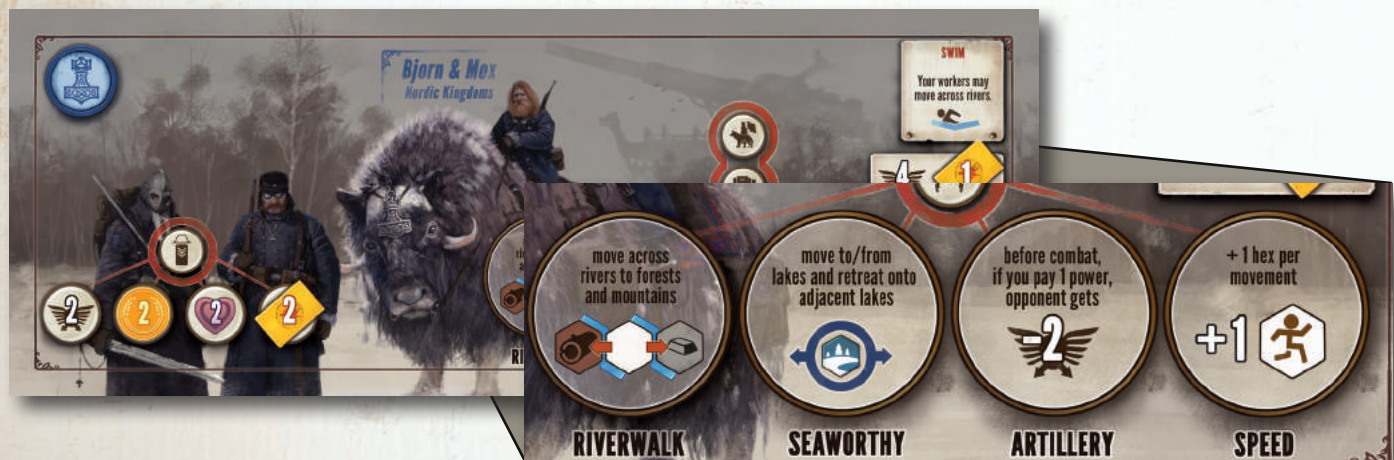 Bjorn & Mox
Nordic Kingdoms
SWIM
Your workers may
move across rivers.
4
1
2
2
2
2
move across
rivers to forests
and mountains
RIVERWALK
move to/from
lakes and retreat onto
adjacent lakes
SEAWORTHY
before combat,
if you pay 1 power,
opponent gets
2
ARTILLERY
+ 1 hex per
movement
+1
SPEED